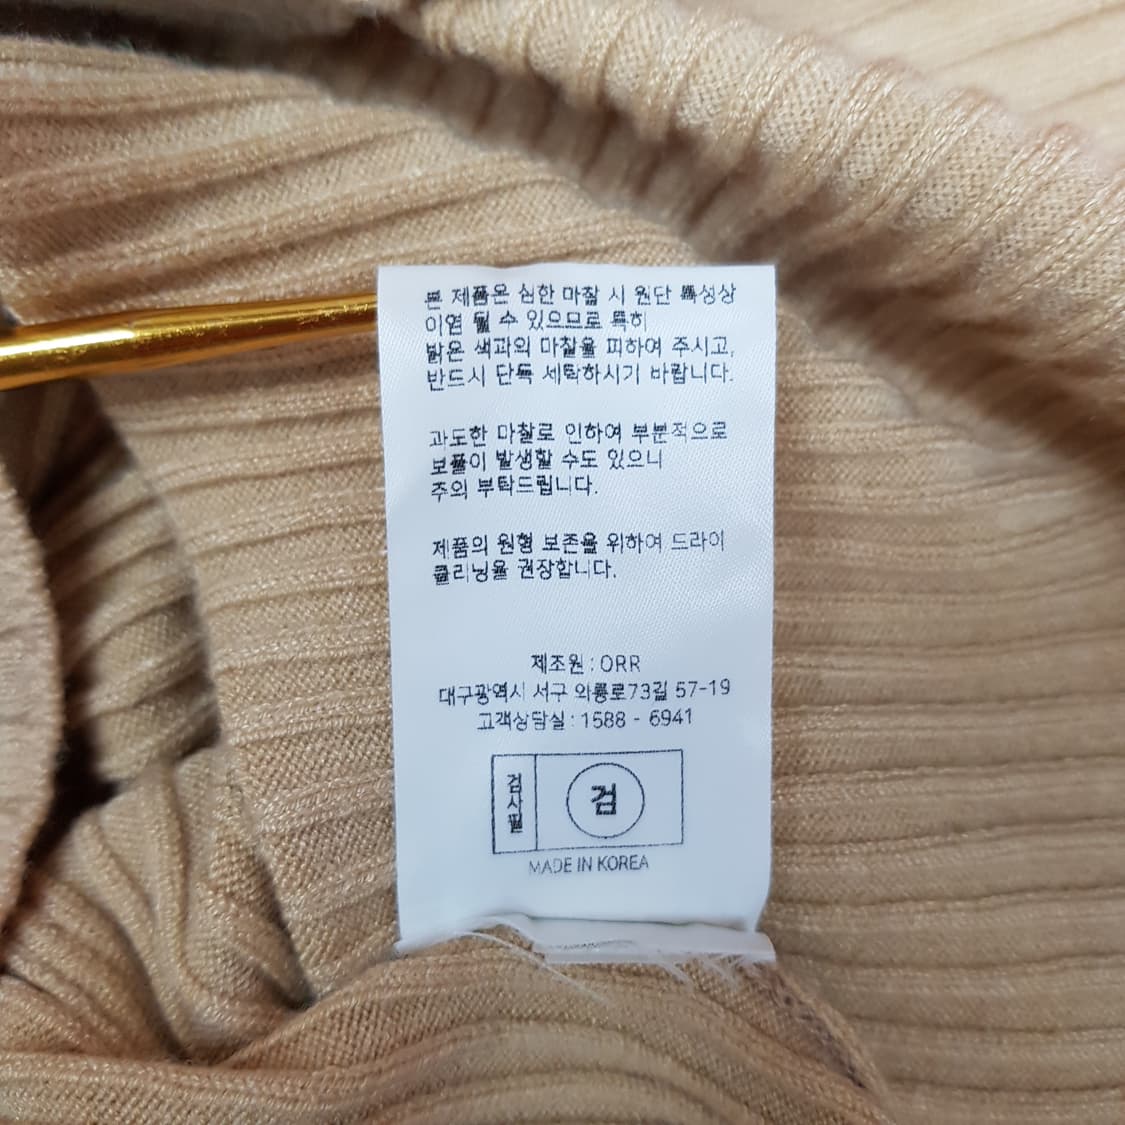 본 제품은 심한 마찰 시 원단 특성상
이염 될 수 있으므로 특히
밝은 색과의 마찰을 피하여 주시고,
반드시 단독 세탁하시기 바랍니다.
과도한 마찰로 인하여 부분적으로
보풀이 발생할 수도 있으니
주의 부탁드립니다.
제품의 원형 보존을 위하여 드라이
클리닝을 권장합니다.
제조원 : ORR
대구광역시 서구 와룡로73길 57-19
고객상담실 : 1588 - 6941
검사필
검
MADE IN KOREA